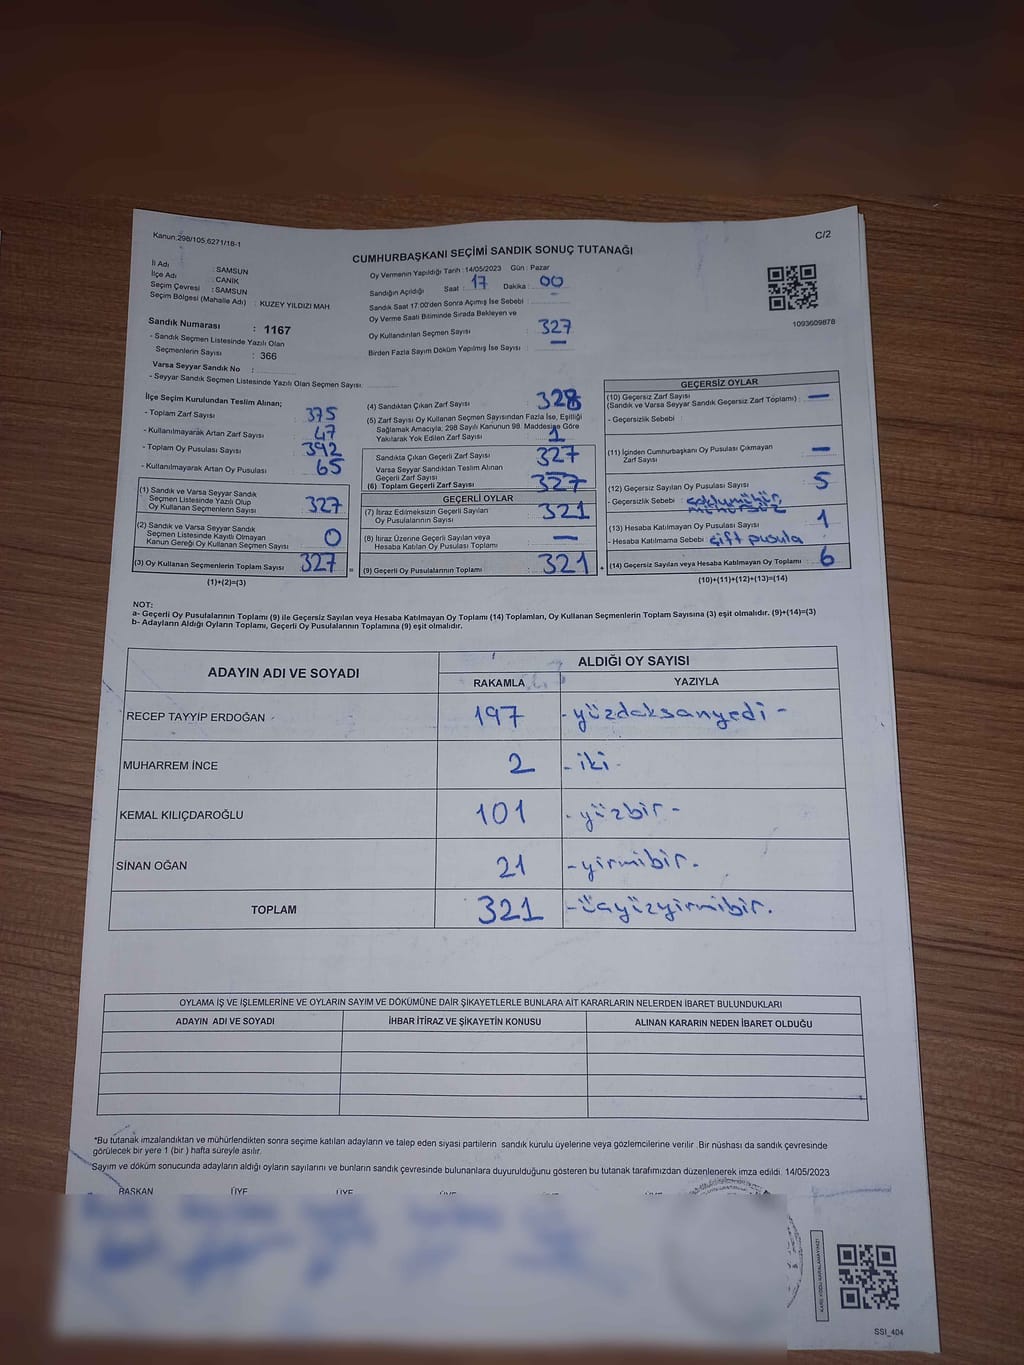 Kanun.298/105,6271/18-1
C/2
CUMHURBAŞKANI SEÇİMİ SANDIK SONUÇ TUTANAĞI
İl Adı : SAMSUN
İlçe Adı : CANİK
Seçim Çevresi : SAMSUN
Seçim Bölgesi (Mahalle Adı) : KUZEY YILDIZI MAH.
Sandık Numarası : 1167
- Sandık Seçmen Listesinde Yazılı Olan
Seçmenlerin Sayısı : 366
Varsa Seyyar Sandık No :
- Seyyar Sandık Seçmen Listesinde Yazılı Olan Seçmen Sayısı
Oy Vermenin Yapıldığı Tarih : 14/05/2023 Gün : Pazar
Sandığın Açıldığı Saat : 17 Dakika : 00
Sandık Saat 17:00'den Sonra Açımış İse Sebebi :
Oy Verme Saati Bitiminde Sırada Bekleyen ve
Oy Kullandırılan Seçmen Sayısı : 327
Birden Fazla Sayım Döküm Yapılmış İse Sayısı : —
1093609878
İlçe Seçim Kurulundan Teslim Alınan;
- Toplam Zarf Sayısı : 375
- Kullanılmayarak Artan Zarf Sayısı : 47
- Toplam Oy Pusulası Sayısı : 392
- Kullanılmayarak Artan Oy Pusulası : 65
(1) Sandık ve Varsa Seyyar Sandık
Seçmen Listesinde Yazılı Olup
Oy Kullanan Seçmenlerin Sayısı : 327
(2) Sandık ve Varsa Seyyar Sandık
Seçmen Listesinde Kayıtlı Olmayan
Kanun Gereği Oy Kullanan Seçmen Sayısı : 0
(3) Oy Kullanan Seçmenlerin Toplam Sayısı : 327
(1)+(2)=(3)
(4) Sandıktan Çıkan Zarf Sayısı : 328
(5) Zarf Sayısı Oy Kullanan Seçmen Sayısından Fazla İse, Eşitliği
Sağlamak Amacıyla; 298 Sayılı Kanunun 98. Maddesine Göre
Yakılarak Yok Edilen Zarf Sayısı : 1
Sandıkta Çıkan Geçerli Zarf Sayısı : 327
Varsa Seyyar Sandıktan Teslim Alınan
Geçerli Zarf Sayısı : —
(6) Toplam Geçerli Zarf Sayısı : 327
GEÇERLİ OYLAR
(7) İtiraz Edilmeksizin Geçerli Sayılan
Oy Pusulalarının Sayısı : 321
(8) İtiraz Üzerine Geçerli Sayılan veya
Hesaba Katılan Oy Pusulası Toplamı : —
(9) Geçerli Oy Pusulalarının Toplamı : 321
GEÇERSİZ OYLAR
(10) Geçersiz Zarf Sayısı
(Sandık ve Varsa Seyyar Sandık Geçersiz Zarf Toplamı) : —
- Geçersizlik Sebebi :
(11) İçinden Cumhurbaşkanı Oy Pusulası Çıkmayan
Zarf Sayısı : —
(12) Geçersiz Sayılan Oy Pusulası Sayısı : 5
- Geçersizlik Sebebi :
mühürsüz
(13) Hesaba Katılmayan Oy Pusulası Sayısı : 1
- Hesaba Katılmama Sebebi : çift pusula
(14) Geçersiz Sayılan veya Hesaba Katılmayan Oy Toplamı : 6
(10)+(11)+(12)+(13)=(14)
NOT:
a- Geçerli Oy Pusulalarının Toplamı (9) ile Geçersiz Sayılan veya Hesaba Katılmayan Oy Toplamı (14) Toplamları, Oy Kullanan Seçmenlerin Toplam Sayısına (3) eşit olmalıdır. (9)+(14)=(3)
b- Adayların Aldığı Oyların Toplamı, Geçerli Oy Pusulalarının Toplamına (9) eşit olmalıdır.
ADAYIN ADI VE SOYADI
ALDIĞI OY SAYISI
RAKAMLA YAZIYLA
RECEP TAYYİP ERDOĞAN 197 -yüzdoksanyedi-
MUHARREM İNCE 2 -iki-
KEMAL KILIÇDAROĞLU 101 -yüzbir-
SİNAN OĞAN 21 -yirmibir.
TOPLAM 321 -üçyüzyirmibir.
OYLAMA İŞ VE İŞLEMLERİNE VE OYLARIN SAYIM VE DÖKÜMÜNE DAİR ŞİKAYETLERLE BUNLARA AİT KARARLARIN NELERDEN İBARET BULUNDUKLARI
ADAYIN ADI VE SOYADI İHBAR İTİRAZ VE ŞİKAYETİN KONUSU ALINAN KARARIN NEDEN İBARET OLDUĞU
*Bu tutanak imzalandıktan ve mühürlendikten sonra seçime katılan adayların ve talep eden siyasi partilerin sandık kurulu üyelerine veya gözlemcilerine verilir .Bir nüshası da sandık çevresinde
görülecek bir yere 1 (bir ) hafta süreyle asılır.
Sayım ve döküm sonucunda adayların aldığı oyların sayılarını ve bunların sandık çevresinde bulunanlara duyurulduğunu gösteren bu tutanak tarafımızdan düzenlenerek imza edildi. 14/05/2023
BAŞKAN ÜYE ÜYE ÜYE ÜYE ÜYE
KARE KODU KARALAMAYINIZ!
SSI_404